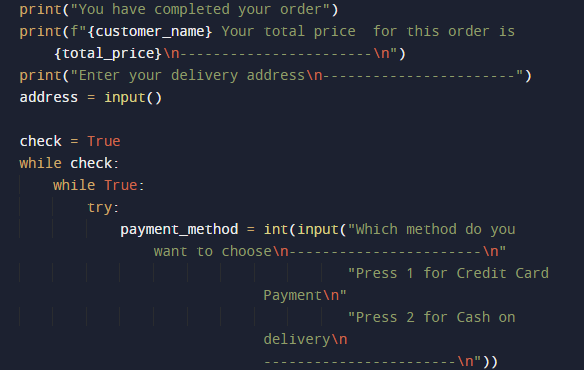 print("You have completed your order")
print(f"{customer_name} Your total price  for this order is
{total_price}\n-----------------------\n")
print("Enter your delivery address\n-----------------------")
address = input()
check = True
while check:
while True:
try:
payment_method = int(input("Which method do you
want to choose\n-----------------------\n"
"Press 1 for Credit Card
Payment\n"
"Press 2 for Cash on
delivery\n
-----------------------\n"))